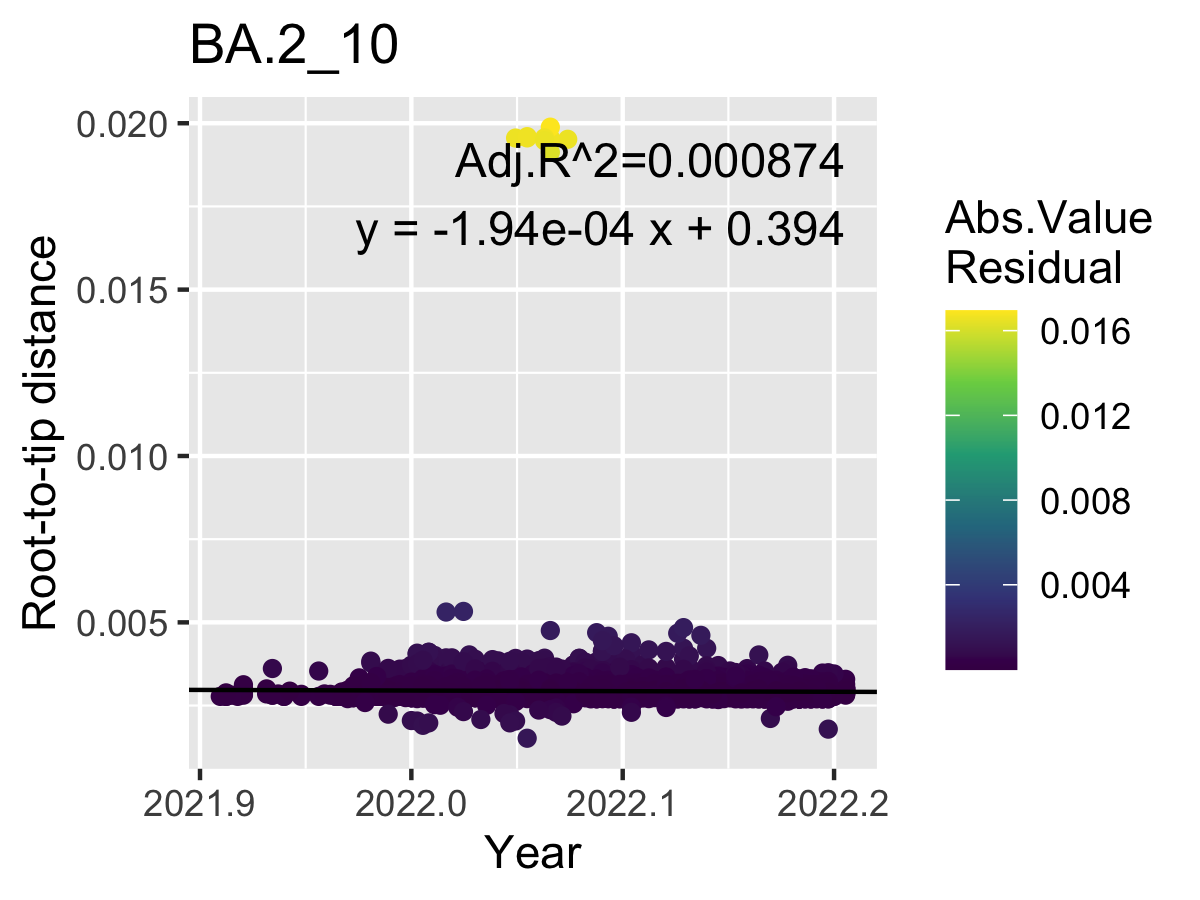 BA.2_10
0.020
0.015
0.010
0.005
Root-to-tip distance
Adj.R^2=0.000874
y = -1.94e-04 x + 0.394
2021.9
2022.0
2022.1
2022.2
Year
Abs.Value
Residual
0.016
0.012
0.008
0.004